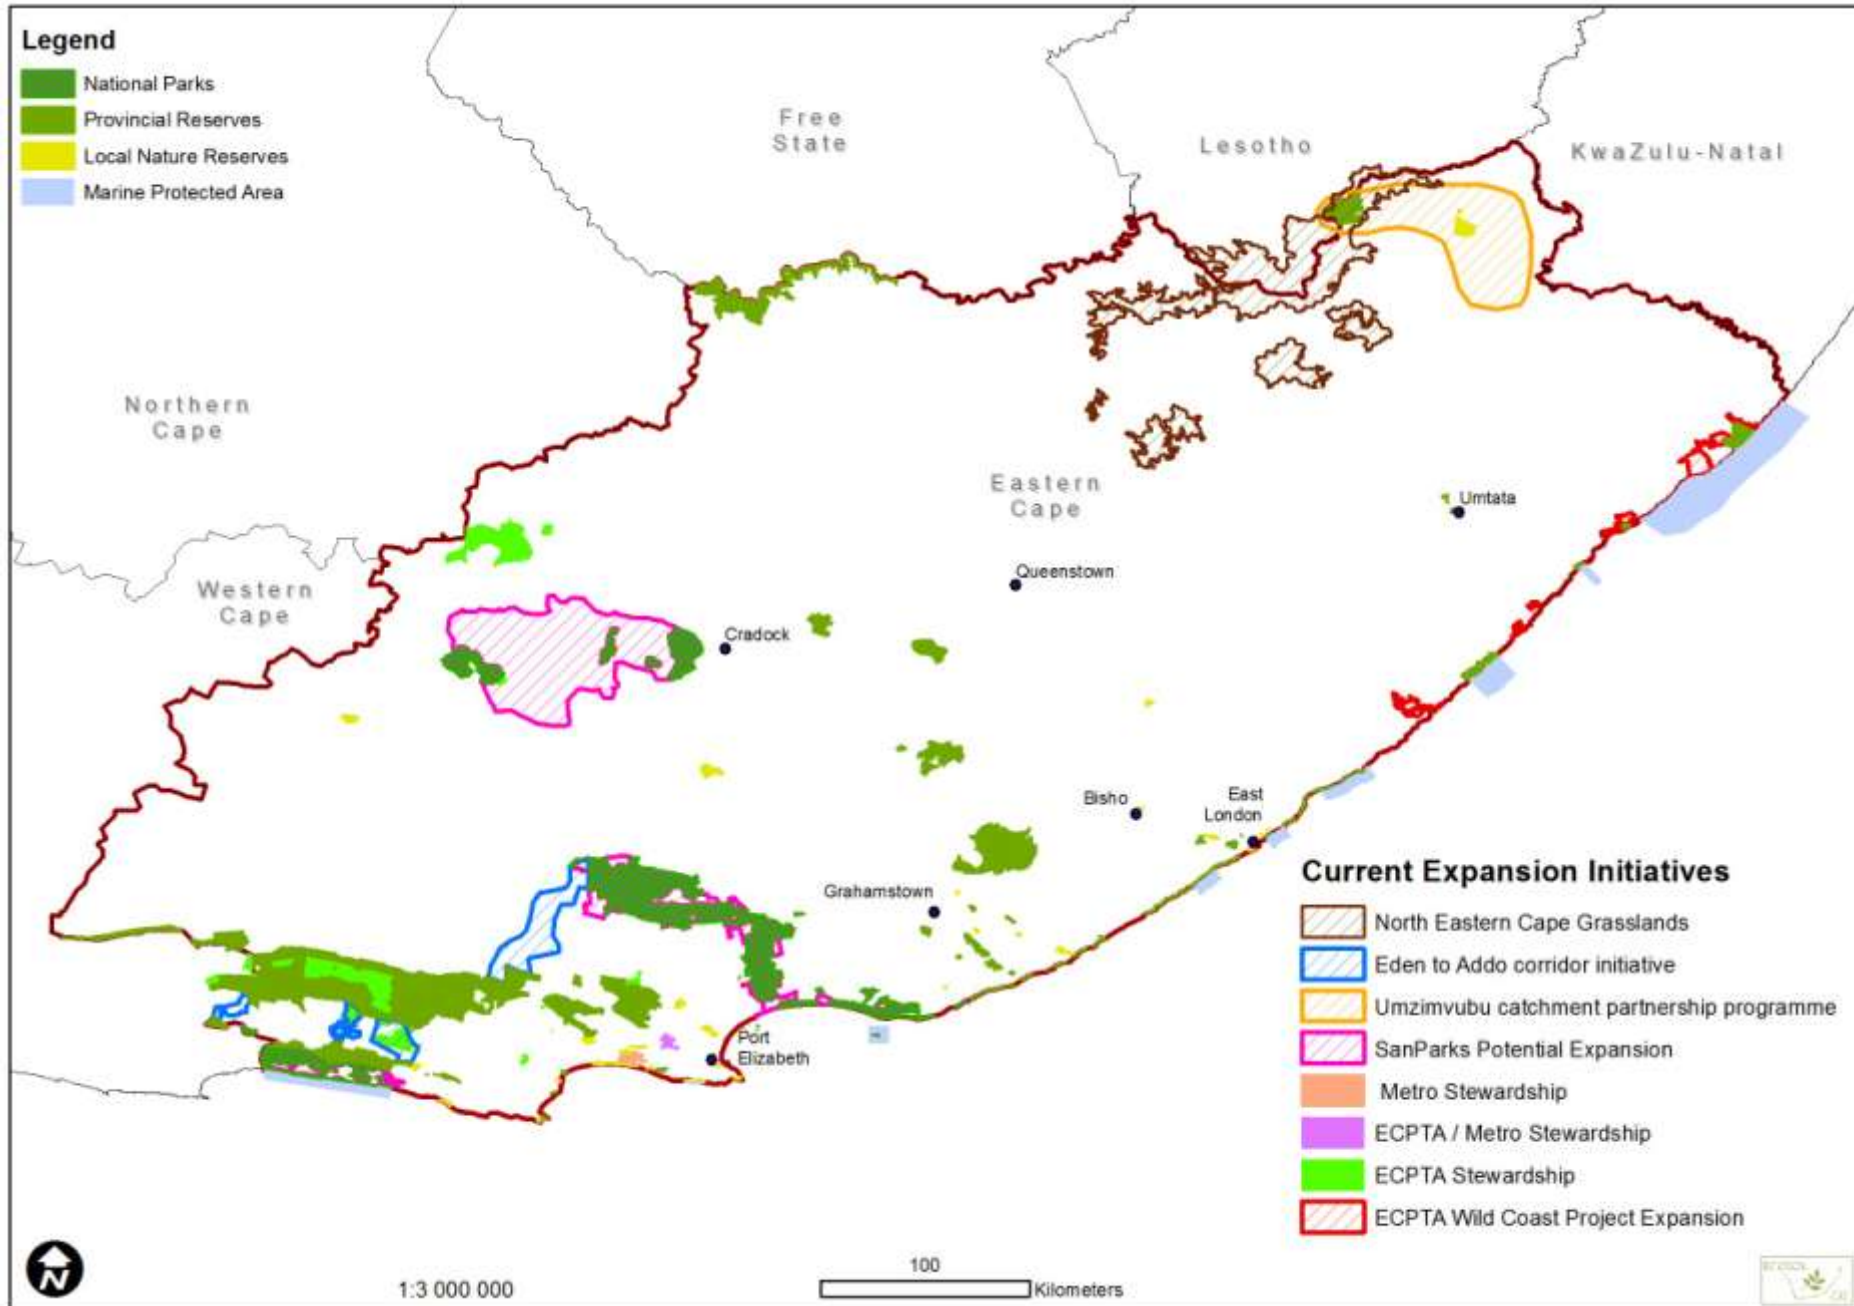 Legend
National Parks
Provincial Reserves
Local Nature Reserves
Marine Protected Area
Free
State
Lesotho
KwaZulu-Natal
Northern
Cape
Eastern
Cape
Umtata
Queenstown
Western
Cape
Cradock
Bisho
East
London
Grahamstown
Port
Elizabeth
Current Expansion Initiatives
North Eastern Cape Grasslands
Eden to Addo corridor initiative
Umzimvubu catchment partnership programme
SanParks Potential Expansion
Metro Stewardship
ECPTA / Metro Stewardship
ECPTA Stewardship
ECPTA Wild Coast Project Expansion
N
1:3 000 000
100
Kilometers